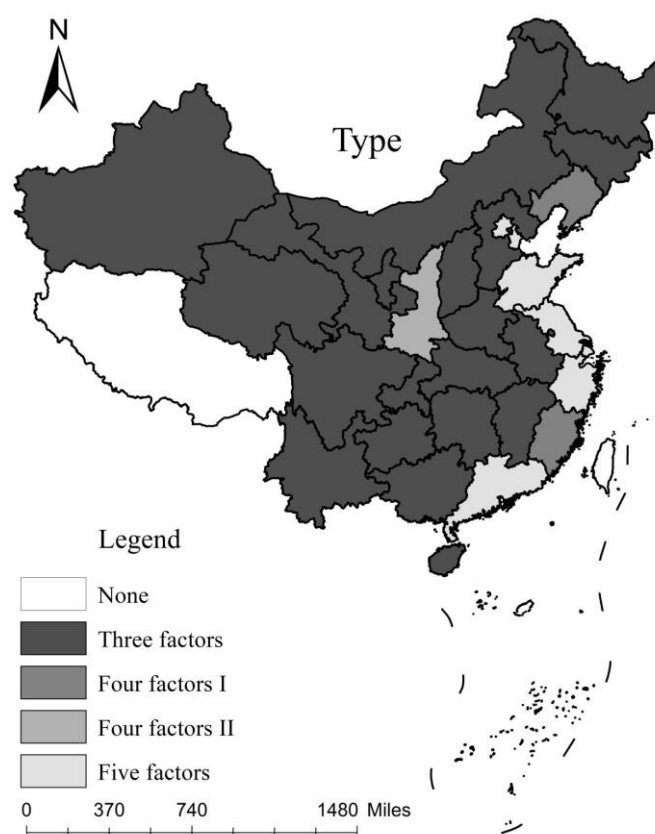 N
Type
Legend
None
Three factors
Four factors I
Four factors II
Five factors
0 370 740 1480 Miles